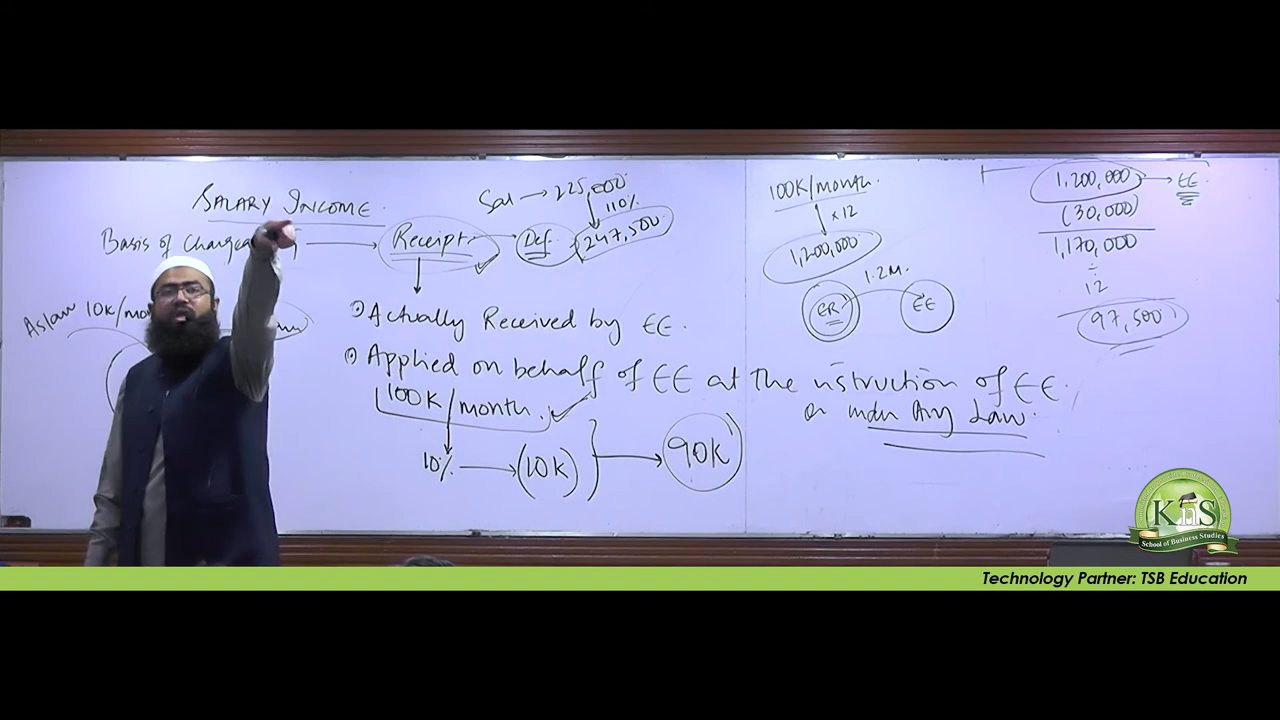 SALARY INCOME
Basis of
Receipt
Def.
Sal → 225,000
110%
247,500
Aslam 10K/mo
① Actually Received by EE.
Applied on behalf of EE at the instruction of EE.
or under Any Law.
100K/month.
10% → (10K)
90K
100K/month.
x12
1,200,000
1.2M.
ER
EE
1,200,000 → EE
(30,000)
1,170,000
÷
12
97,500
KnS
School of Business Studies
Technology Partner: TSB Education